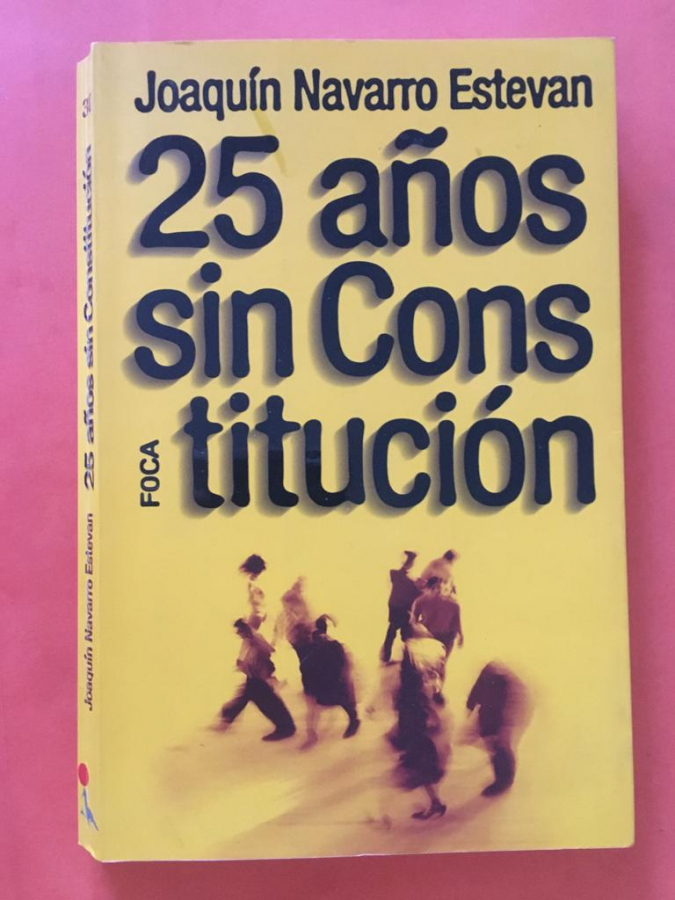 Joaquín Navarro Estevan
25 años
sin Cons
titución
FOCA
Joaquín Navarro Estevan 25 años sin Constitución